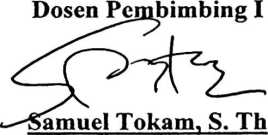 Dosen Pembimbing I
Samuel Tokam, S. Th